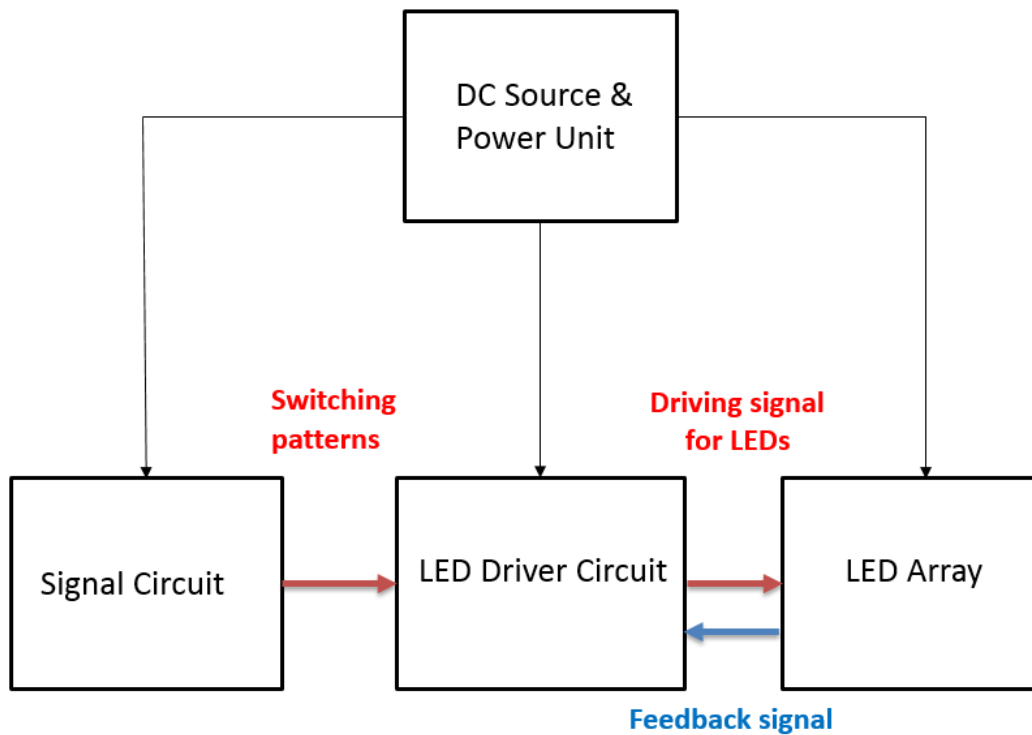 DC Source &
Power Unit
Switching
patterns
Driving signal
for LEDs
Signal Circuit
LED Driver Circuit
LED Array
Feedback signal